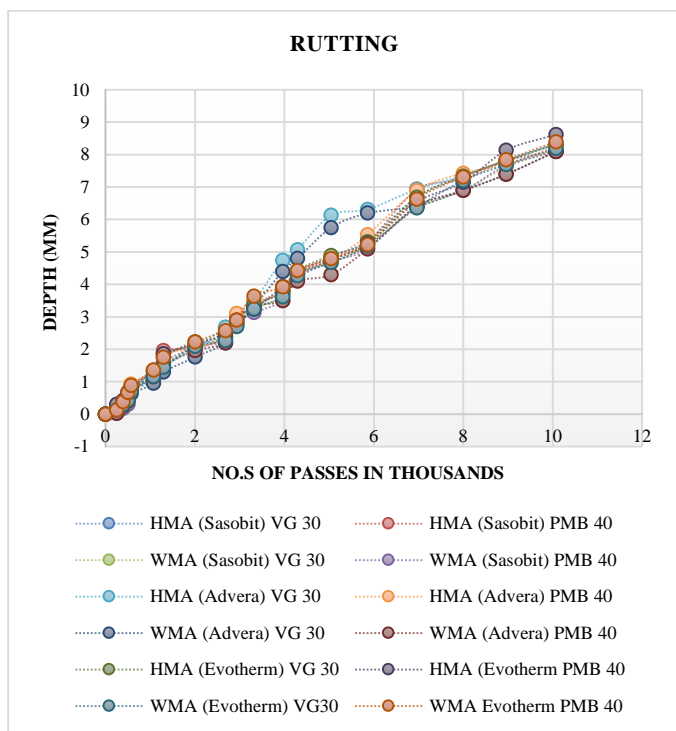 RUTTING
10
9
8
7
6
5
4
3
2
1
0
-1
DEPTH (MM)
0 2 4 6 8 10 12
NO.S OF PASSES IN THOUSANDS
HMA (Sasobit) VG 30 HMA (Sasobit) PMB 40
WMA (Sasobit) VG 30 WMA (Sasobit) PMB 40
HMA (Advera) VG 30 HMA (Advera) PMB 40
WMA (Advera) VG 30 WMA (Advera) PMB 40
HMA (Evotherm) VG 30 HMA (Evotherm PMB 40
WMA (Evotherm) VG30 WMA Evotherm PMB 40